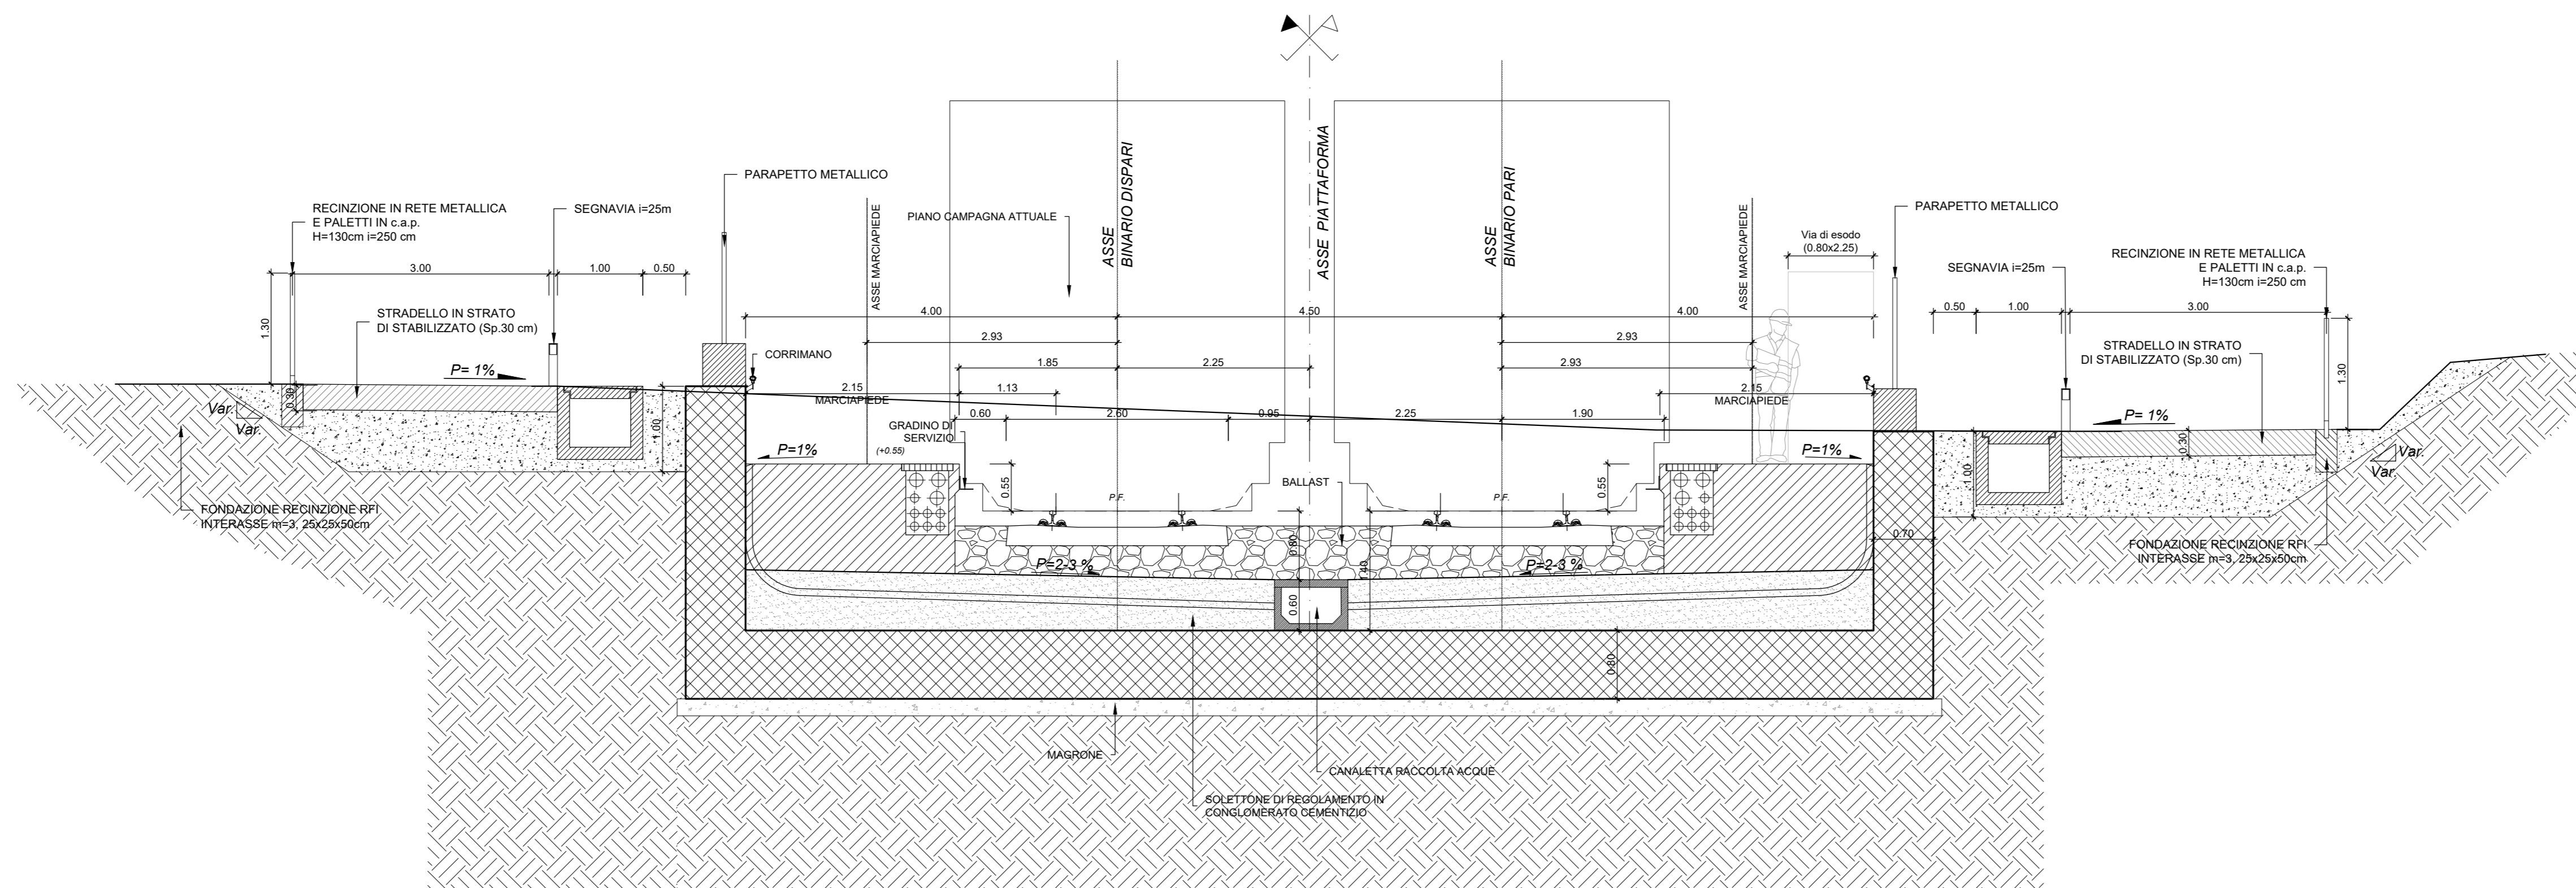 ASSE
BINARIO DISPARI
ASSE PIATTAFORMA
ASSE
BINARIO PARI
PARAPETTO METALLICO
RECINZIONE IN RETE METALLICA
E PALETTI IN c.a.p.
H=130cm i=250 cm
SEGNAVIA i=25m
PIANO CAMPAGNA ATTUALE
ASSE MARCIAPIEDE
ASSE MARCIAPIEDE
Via di esodo
(0.80x2.25)
PARAPETTO METALLICO
SEGNAVIA i=25m
RECINZIONE IN RETE METALLICA
E PALETTI IN c.a.p.
H=130cm i=250 cm
3.00
1.00
0.50
1.30
STRADELLO IN STRATO
DI STABILIZZATO (Sp.30 cm)
4.00
4.50
4.00
0.50
1.00
3.00
2.93
2.93
CORRIMANO
1.85
2.25
2.93
STRADELLO IN STRATO
DI STABILIZZATO (Sp.30 cm)
1.30
P= 1%
2.15
MARCIAPIEDE
1.13
2.15
MARCIAPIEDE
0.30
Var.
Var.
1.00
0.60
2.60
0.95
2.25
1.90
P= 1%
GRADINO DI
SERVIZIO
(+0.55)
P=1%
P=1%
0.30
1.00
Var.
Var.
0.55
BALLAST
0.55
P.F.
P.F.
FONDAZIONE RECINZIONE RFI
INTERASSE m=3, 25x25x50cm
0.70
FONDAZIONE RECINZIONE RFI
INTERASSE m=3, 25x25x50cm
0.80
1.40
P=2-3 %
P=2-3 %
0.60
0.80
MAGRONE
CANALETTA RACCOLTA ACQUE
SOLETTONE DI REGOLAMENTO IN
CONGLOMERATO CEMENTIZIO